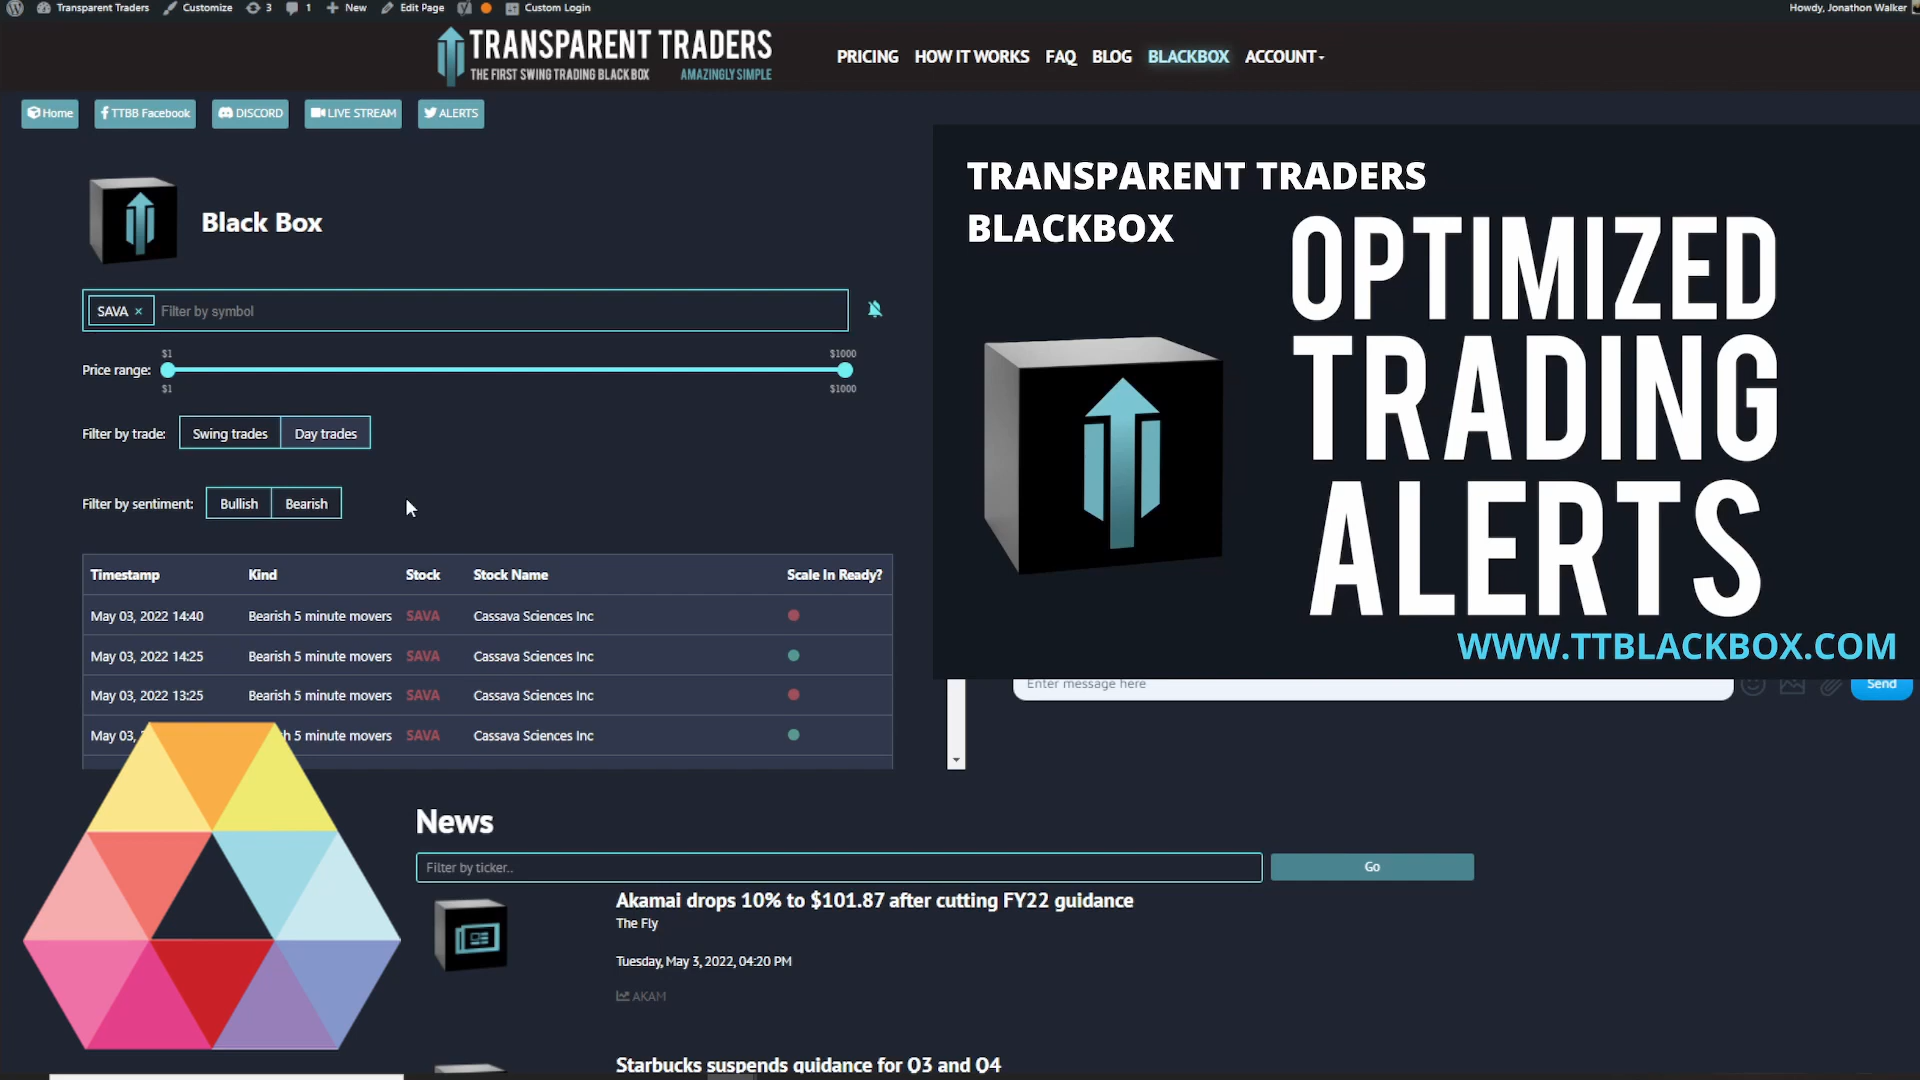 Transparent Traders Customize 3 1 New Edit Page Custom Login Howdy, Jonathon Walker
TRANSPARENT TRADERS
THE FIRST SWING TRADING BLACK BOX AMAZINGLY SIMPLE
PRICING HOW IT WORKS FAQ BLOG BLACKBOX ACCOUNT
Home TTBB Facebook DISCORD LIVE STREAM ALERTS
Black Box
SAVA × Filter by symbol
$1 $1000
Price range:
$1 $1000
Filter by trade: Swing trades Day trades
Filter by sentiment: Bullish Bearish
Timestamp Kind Stock Stock Name Scale In Ready?
May 03, 2022 14:40 Bearish 5 minute movers SAVA Cassava Sciences Inc
May 03, 2022 14:25 Bearish 5 minute movers SAVA Cassava Sciences Inc
May 03, 2022 13:25 Bearish 5 minute movers SAVA Cassava Sciences Inc
May 03, h 5 minute movers SAVA Cassava Sciences Inc
TRANSPARENT TRADERS
BLACKBOX
OPTIMIZED
TRADING
ALERTS
WWW.TTBLACKBOX.COM
Enter message here Send
News
Filter by ticker.. Go
Akamai drops 10% to $101.87 after cutting FY22 guidance
The Fly
Tuesday, May 3, 2022, 04:20 PM
AKAM
Starbucks suspends guidance for Q3 and Q4